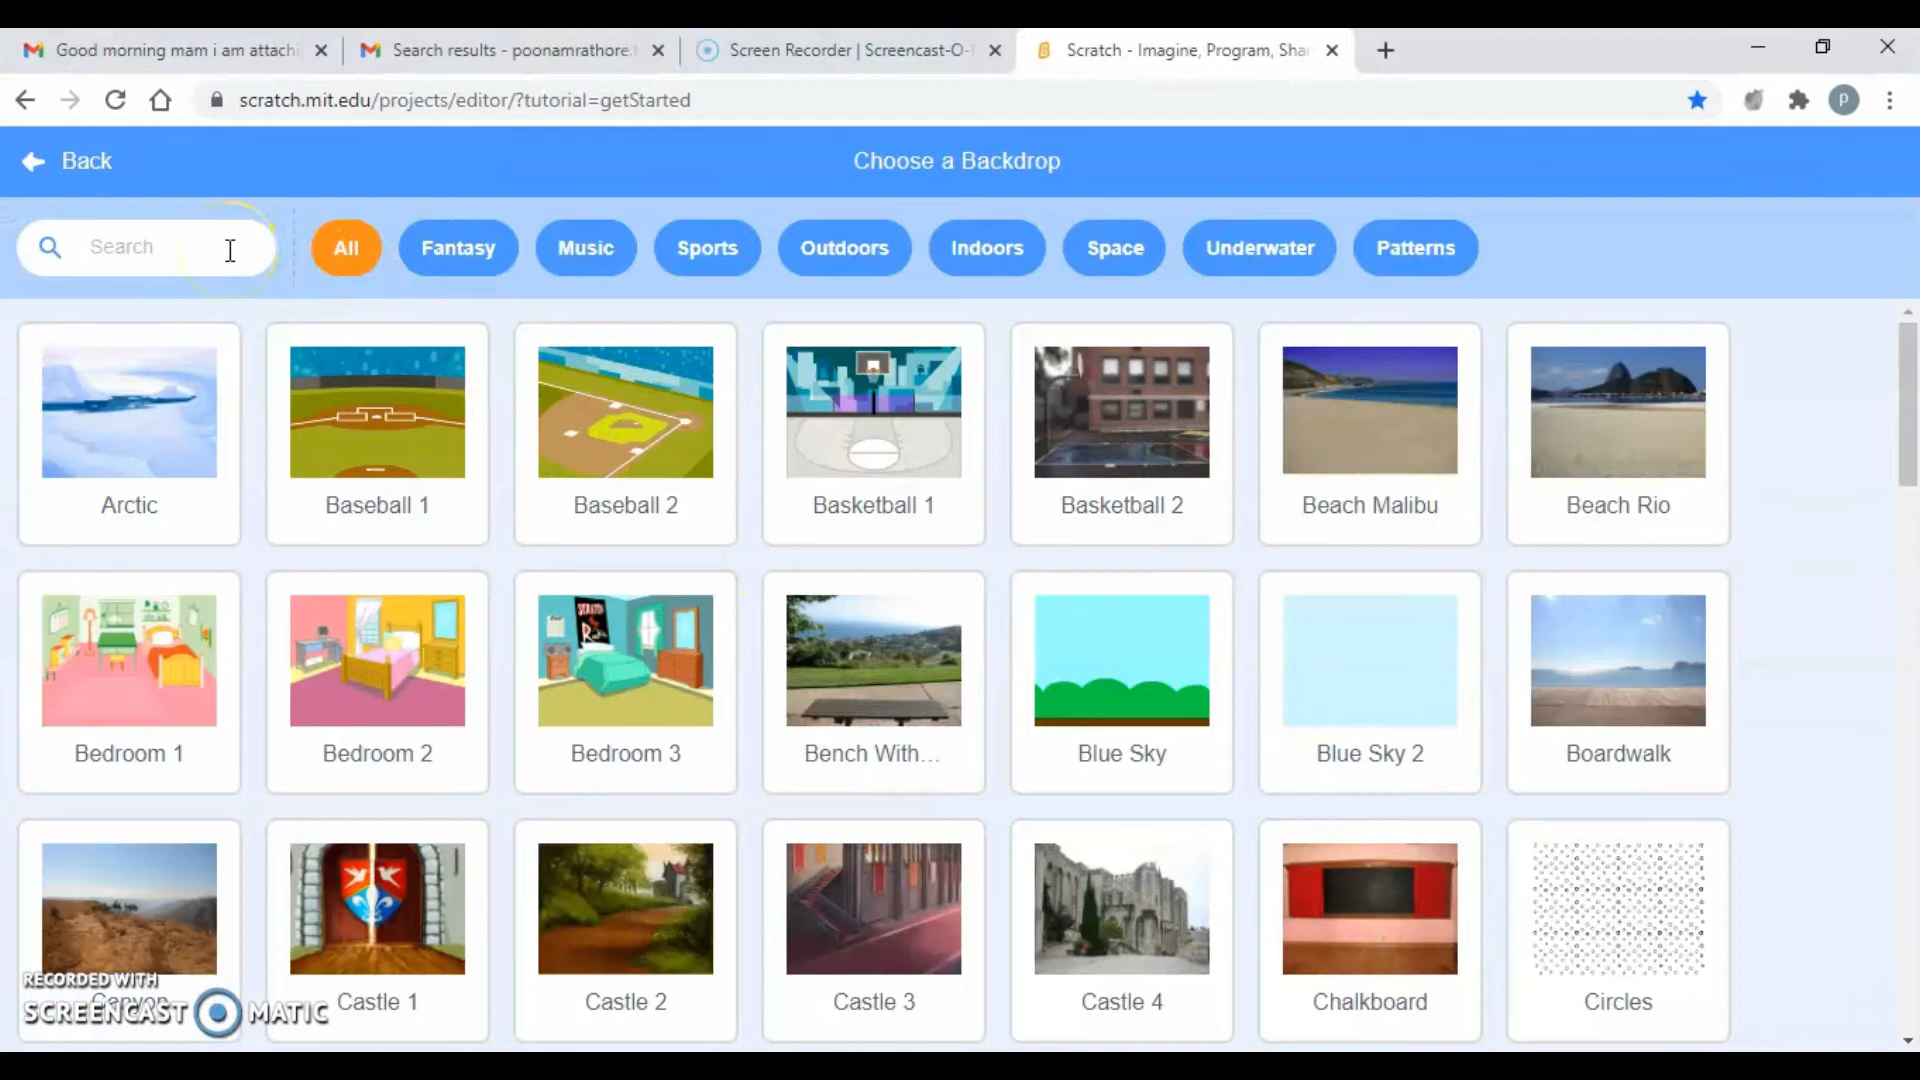 Good morning mam i am attachi
Search results - poonamrathore.t
Screen Recorder | Screencast-O-
Scratch - Imagine, Program, Sha
scratch.mit.edu/projects/editor/?tutorial=getStarted
P
Back
Choose a Backdrop
Search
All
Fantasy
Music
Sports
Outdoors
Indoors
Space
Underwater
Patterns
Arctic
Baseball 1
Baseball 2
Basketball 1
Basketball 2
Beach Malibu
Beach Rio
SCRATCH
Bedroom 1
Bedroom 2
Bedroom 3
Bench With...
Blue Sky
Blue Sky 2
Boardwalk
Canyon
Castle 1
Castle 2
Castle 3
Castle 4
Chalkboard
Circles
RECORDED WITH
SCREENCAST MATIC